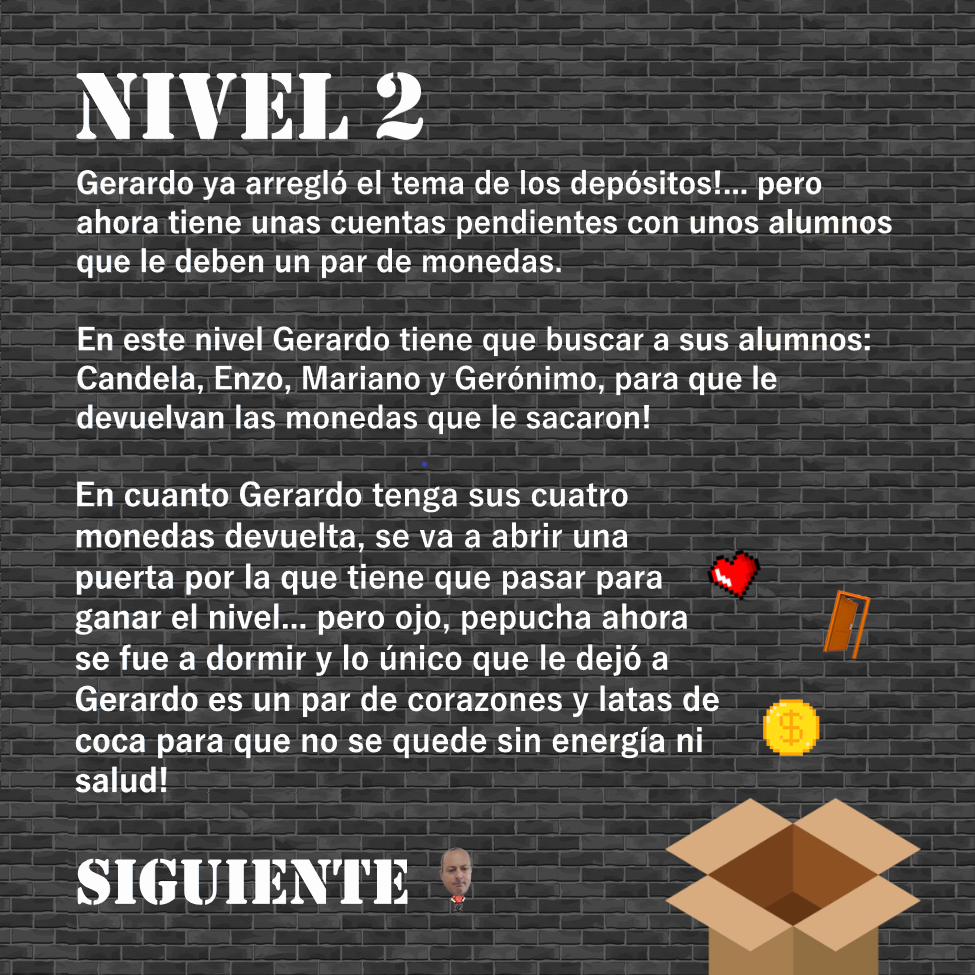 NIVEL 2
Gerardo ya arregló el tema de los depósitos!... pero
ahora tiene unas cuentas pendientes con unos alumnos
que le deben un par de monedas.
En este nivel Gerardo tiene que buscar a sus alumnos:
Candela, Enzo, Mariano y Gerónimo, para que le
devuelvan las monedas que le sacaron!
En cuanto Gerardo tenga sus cuatro
monedas devuelta, se va a abrir una
puerta por la que tiene que pasar para
ganar el nivel... pero ojo, pepucha ahora
se fue a dormir y lo único que le dejó a
Gerardo es un par de corazones y latas de
coca para que no se quede sin energía ni
salud!
$
SIGUIENTE